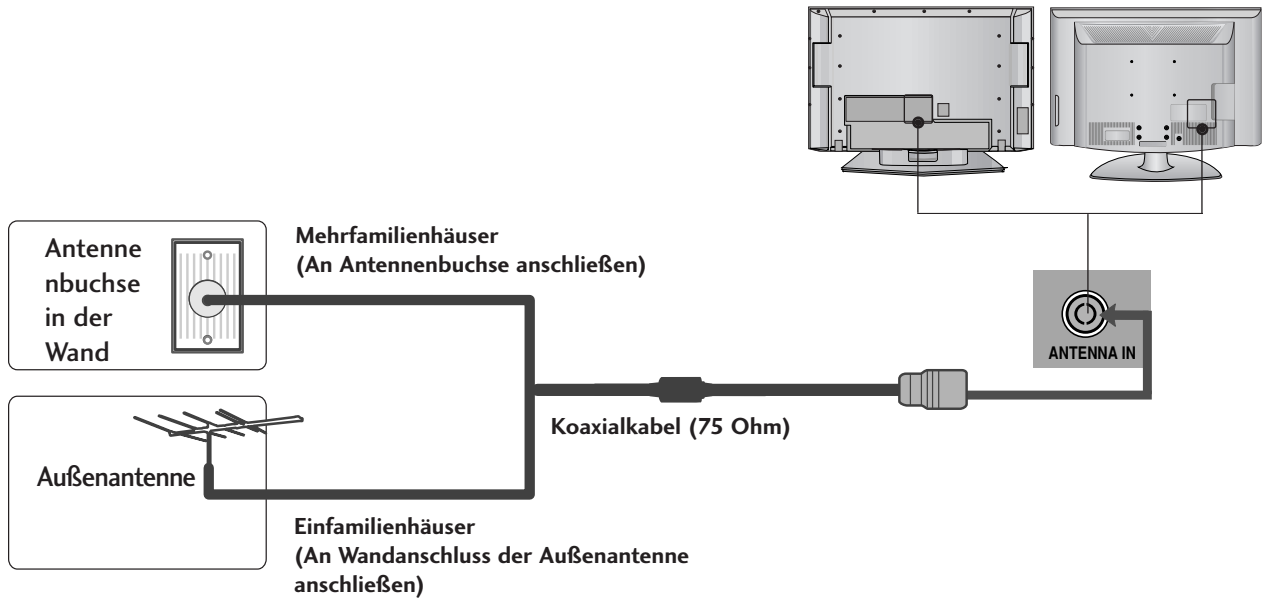 Antenne
nbuchse
in der
Wand
Mehrfamilienhäuser
(An Antennenbuchse anschließen)
ANTENNA IN
Koaxialkabel (75 Ohm)
Außenantenne
Einfamilienhäuser
(An Wandanschluss der Außenantenne
anschließen)